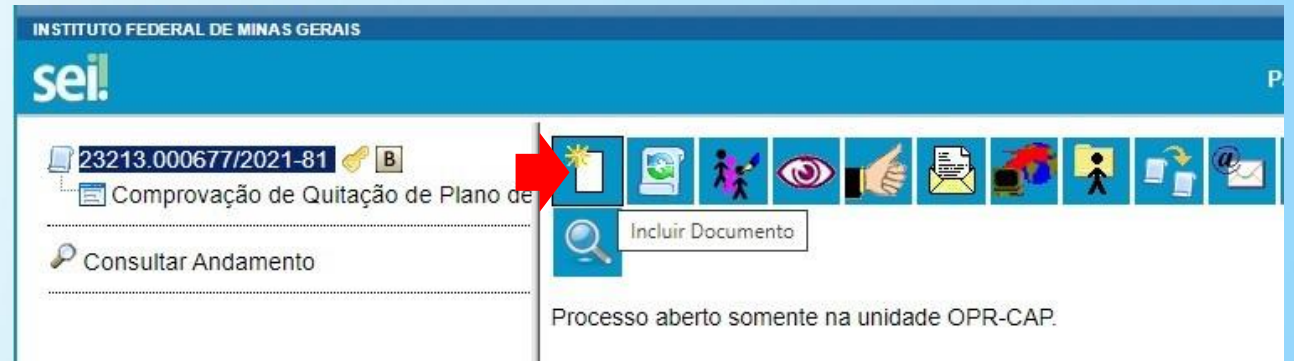 INSTITUTO FEDERAL DE MINAS GERAIS
sei!
23213.000677/2021-81 B
Comprovação de Quitação de Plano de
Incluir Documento
Consultar Andamento
Processo aberto somente na unidade OPR-CAP.